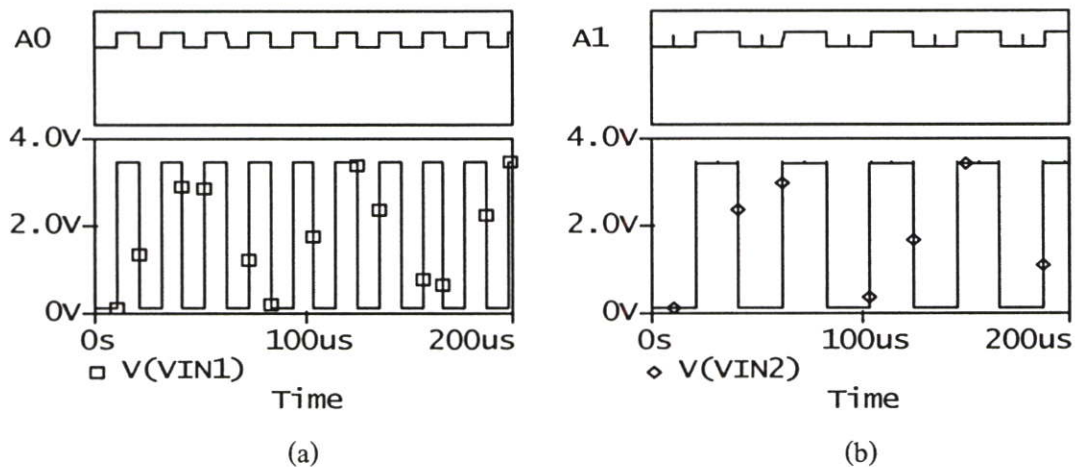 A0
4.0V
2.0V
0V
0s 100us 200us
V(VIN1)
Time
(a)
A1
4.0V
2.0V
0V
0s 100us 200us
V(VIN2)
Time
(b)